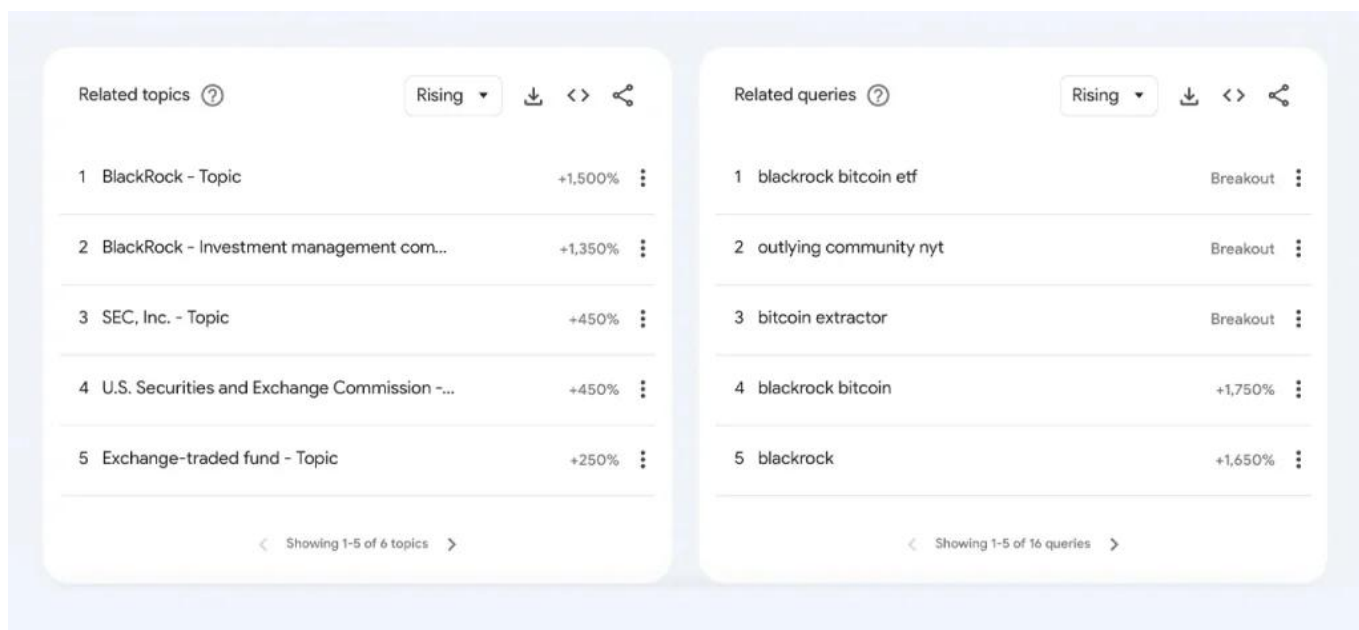 Related topics
Rising
1 BlackRock - Topic +1,500%
2 BlackRock - Investment management com... +1,350%
3 SEC, Inc. - Topic +450%
4 U.S. Securities and Exchange Commission -... +450%
5 Exchange-traded fund - Topic +250%
Showing 1-5 of 6 topics
Related queries
Rising
1 blackrock bitcoin etf Breakout
2 outlying community nyt Breakout
3 bitcoin extractor Breakout
4 blackrock bitcoin +1,750%
5 blackrock +1,650%
Showing 1-5 of 16 queries